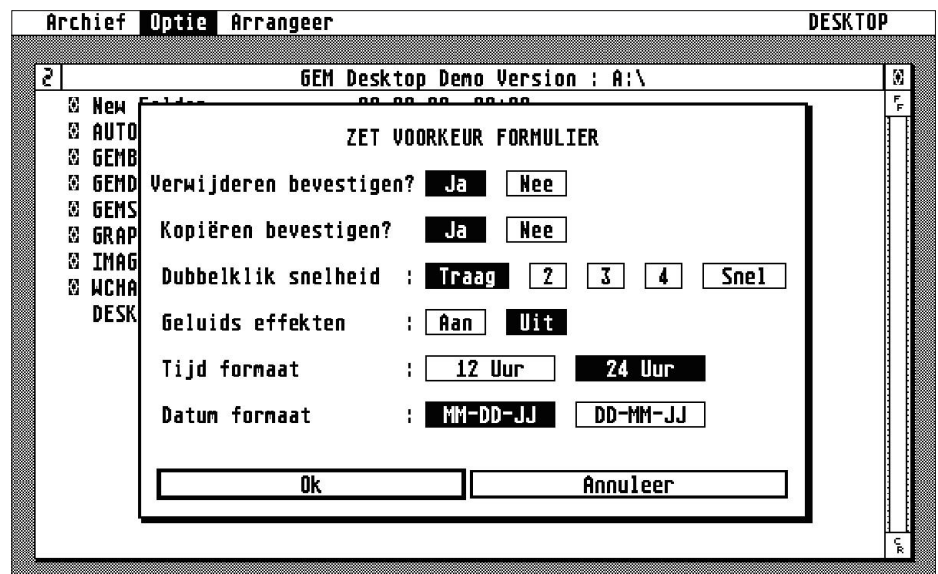 Archief Optie Arrangeer DESKTOP
GEM Desktop Demo Version : A:\
New
AUTO
GEMB
GEMD
GEMS
GRAP
IMAG
WCHA
DESK
ZET VOORKEUR FORMULIER
Verwijderen bevestigen? Ja Nee
Kopiëren bevestigen? Ja Nee
Dubbelklik snelheid : Traag 2 3 4 Snel
Geluids effekten : Aan Uit
Tijd formaat : 12 Uur 24 Uur
Datum formaat : MM-DD-JJ DD-MM-JJ
Ok Annuleer